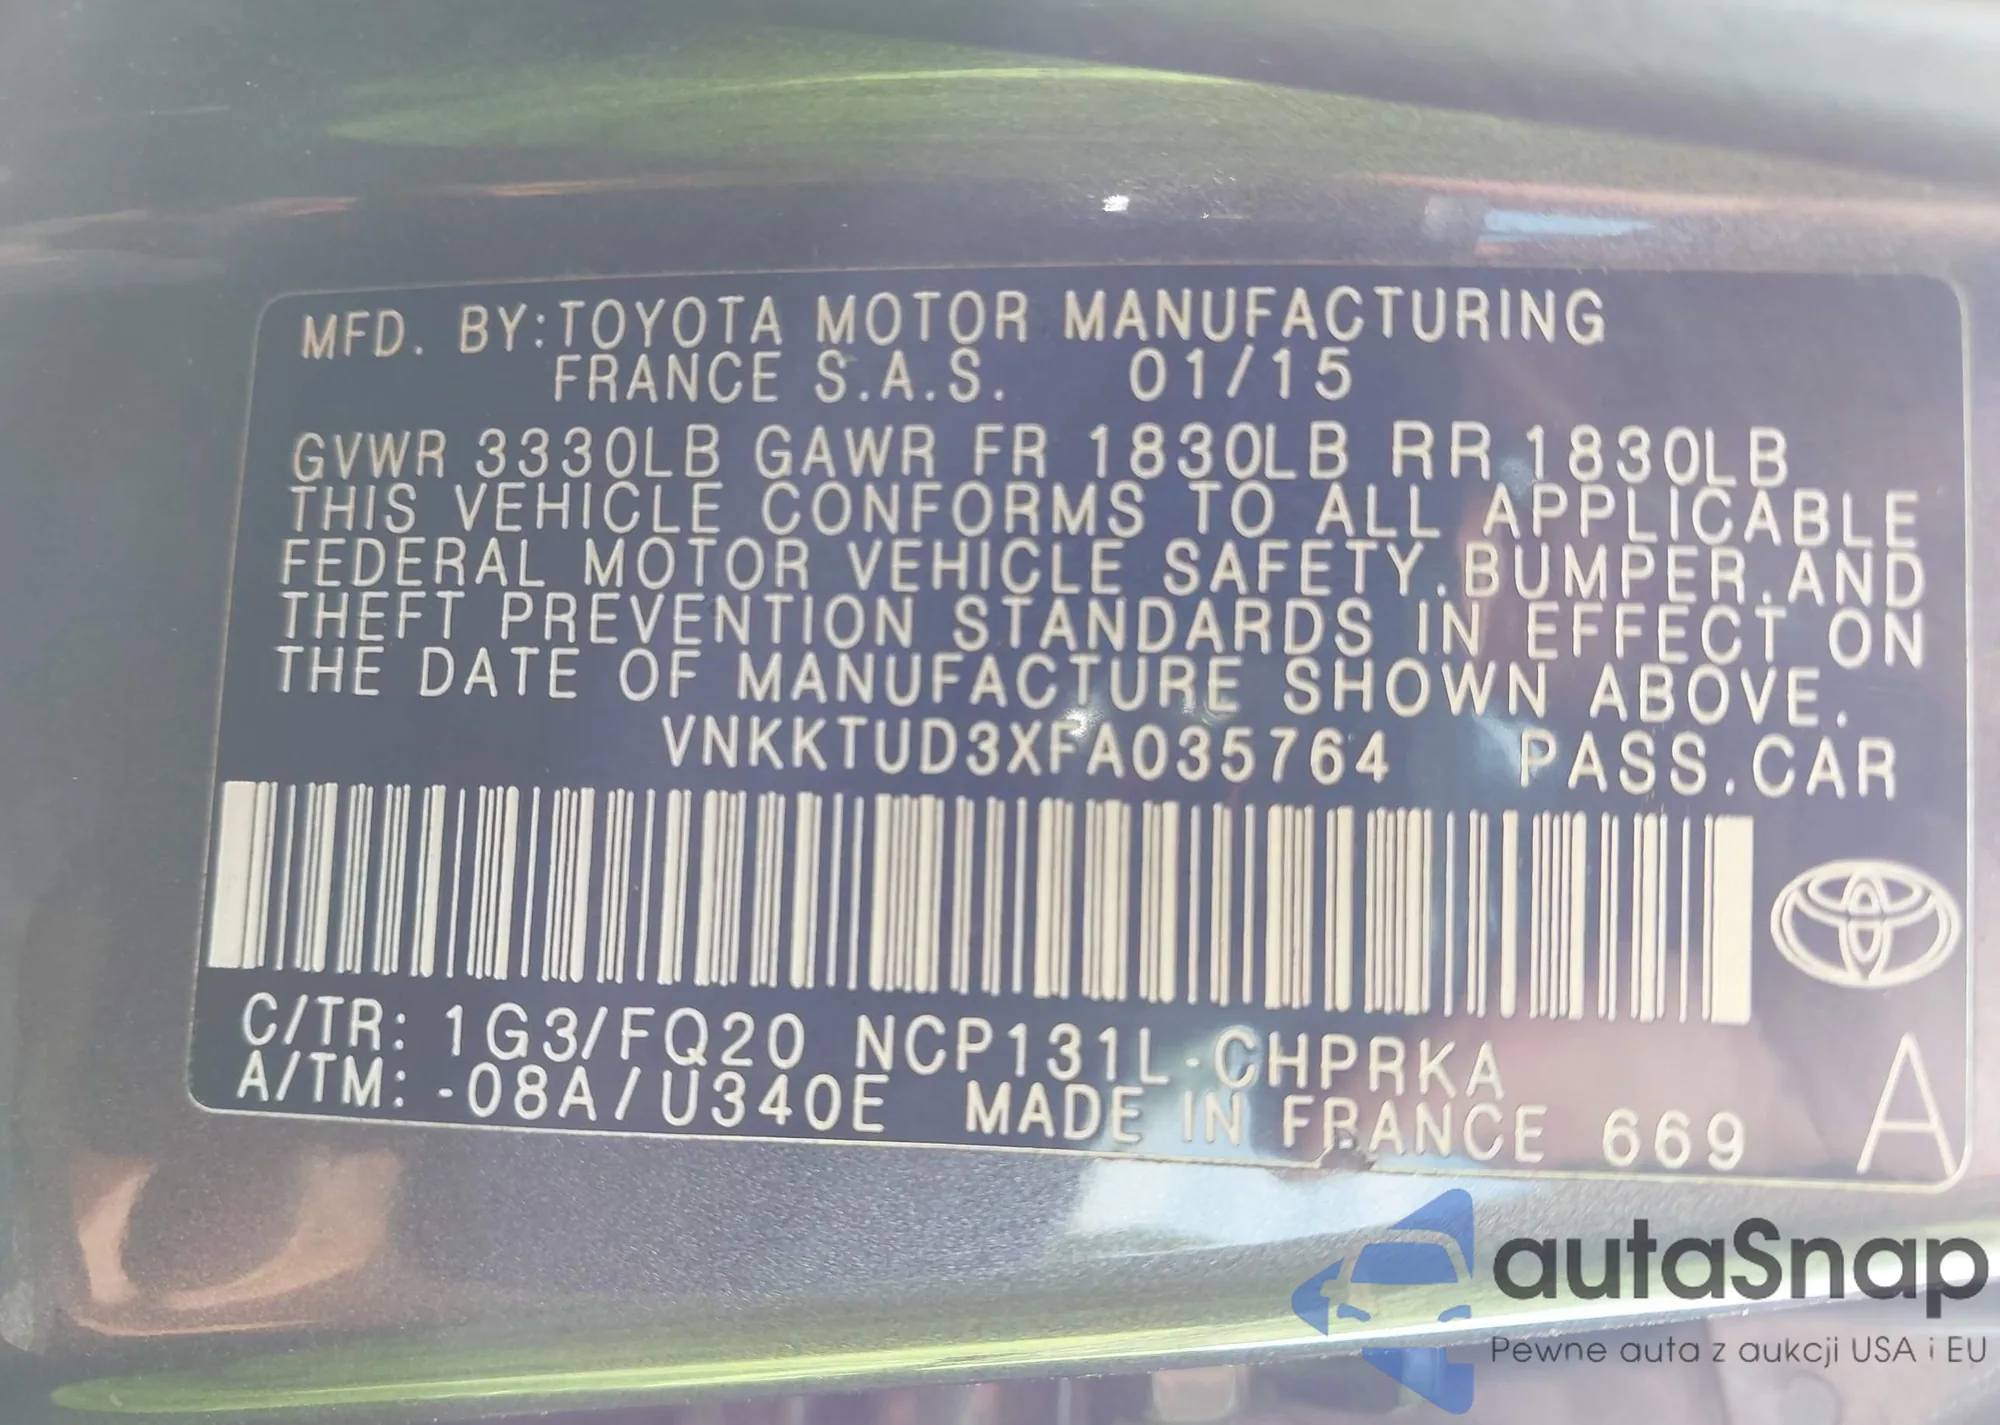 MFD. BY:TOYOTA MOTOR MANUFACTURING
FRANCE S.A.S. 01/15
GVWR 3330LB GAWR FR 1830LB RR 1830LB
THIS VEHICLE CONFORMS TO ALL APPLICABLE
FEDERAL MOTOR VEHICLE SAFETY,BUMPER,AND
THEFT PREVENTION STANDARDS IN EFFECT ON
THE DATE OF MANUFACTURE SHOWN ABOVE.
VNKKTUD3XFA035764 PASS.CAR
C/TR: 1G3/FQ20 NCP131L-CHPRKA
A/TM: -08A/U340E MADE IN FRANCE 669 A
autaSnap
Pewne auta z aukcji USA i EU